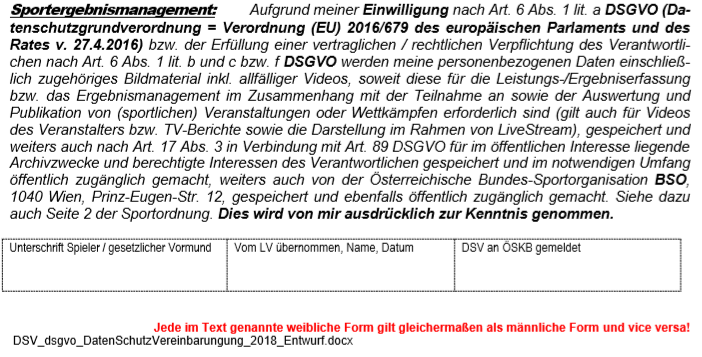 Sportergebnismanagement: Aufgrund meiner Einwilligung nach Art. 6 Abs. 1 lit. a DSGVO (Da-
tenschutzgrundverordnung = Verordnung (EU) 2016/679 des europäischen Parlaments und des
Rates v. 27.4.2016) bzw. der Erfüllung einer vertraglichen / rechtlichen Verpflichtung des Verantwortli-
chen nach Art. 6 Abs. 1 lit. b und c bzw. f DSGVO werden meine personenbezogenen Daten einschließ-
lich zugehöriges Bildmaterial inkl. allfälliger Videos, soweit diese für die Leistungs-/Ergebniserfassung
bzw. das Ergebnismanagement im Zusammenhang mit der Teilnahme an sowie der Auswertung und
Publikation von (sportlichen) Veranstaltungen oder Wettkämpfen erforderlich sind (gilt auch für Videos
des Veranstalters bzw. TV-Berichte sowie die Darstellung im Rahmen von LiveStream), gespeichert und
weiters auch nach Art. 17 Abs. 3 in Verbindung mit Art. 89 DSGVO für im öffentlichen Interesse liegende
Archivzwecke und berechtigte Interessen des Verantwortlichen gespeichert und im notwendigen Umfang
öffentlich zugänglich gemacht, weiters auch von der Österreichische Bundes-Sportorganisation BSO,
1040 Wien, Prinz-Eugen-Str. 12, gespeichert und ebenfalls öffentlich zugänglich gemacht. Siehe dazu
auch Seite 2 der Sportordnung. Dies wird von mir ausdrücklich zur Kenntnis genommen.
Unterschrift Spieler / gesetzlicher Vormund
Vom LV übernommen, Name, Datum
DSV an ÖSKB gemeldet
Jede im Text genannte weibliche Form gilt gleichermaßen als männliche Form und vice versa!
DSV_dsgvo_DatenSchutzVereinbarungung_2018_Entwurf.docx